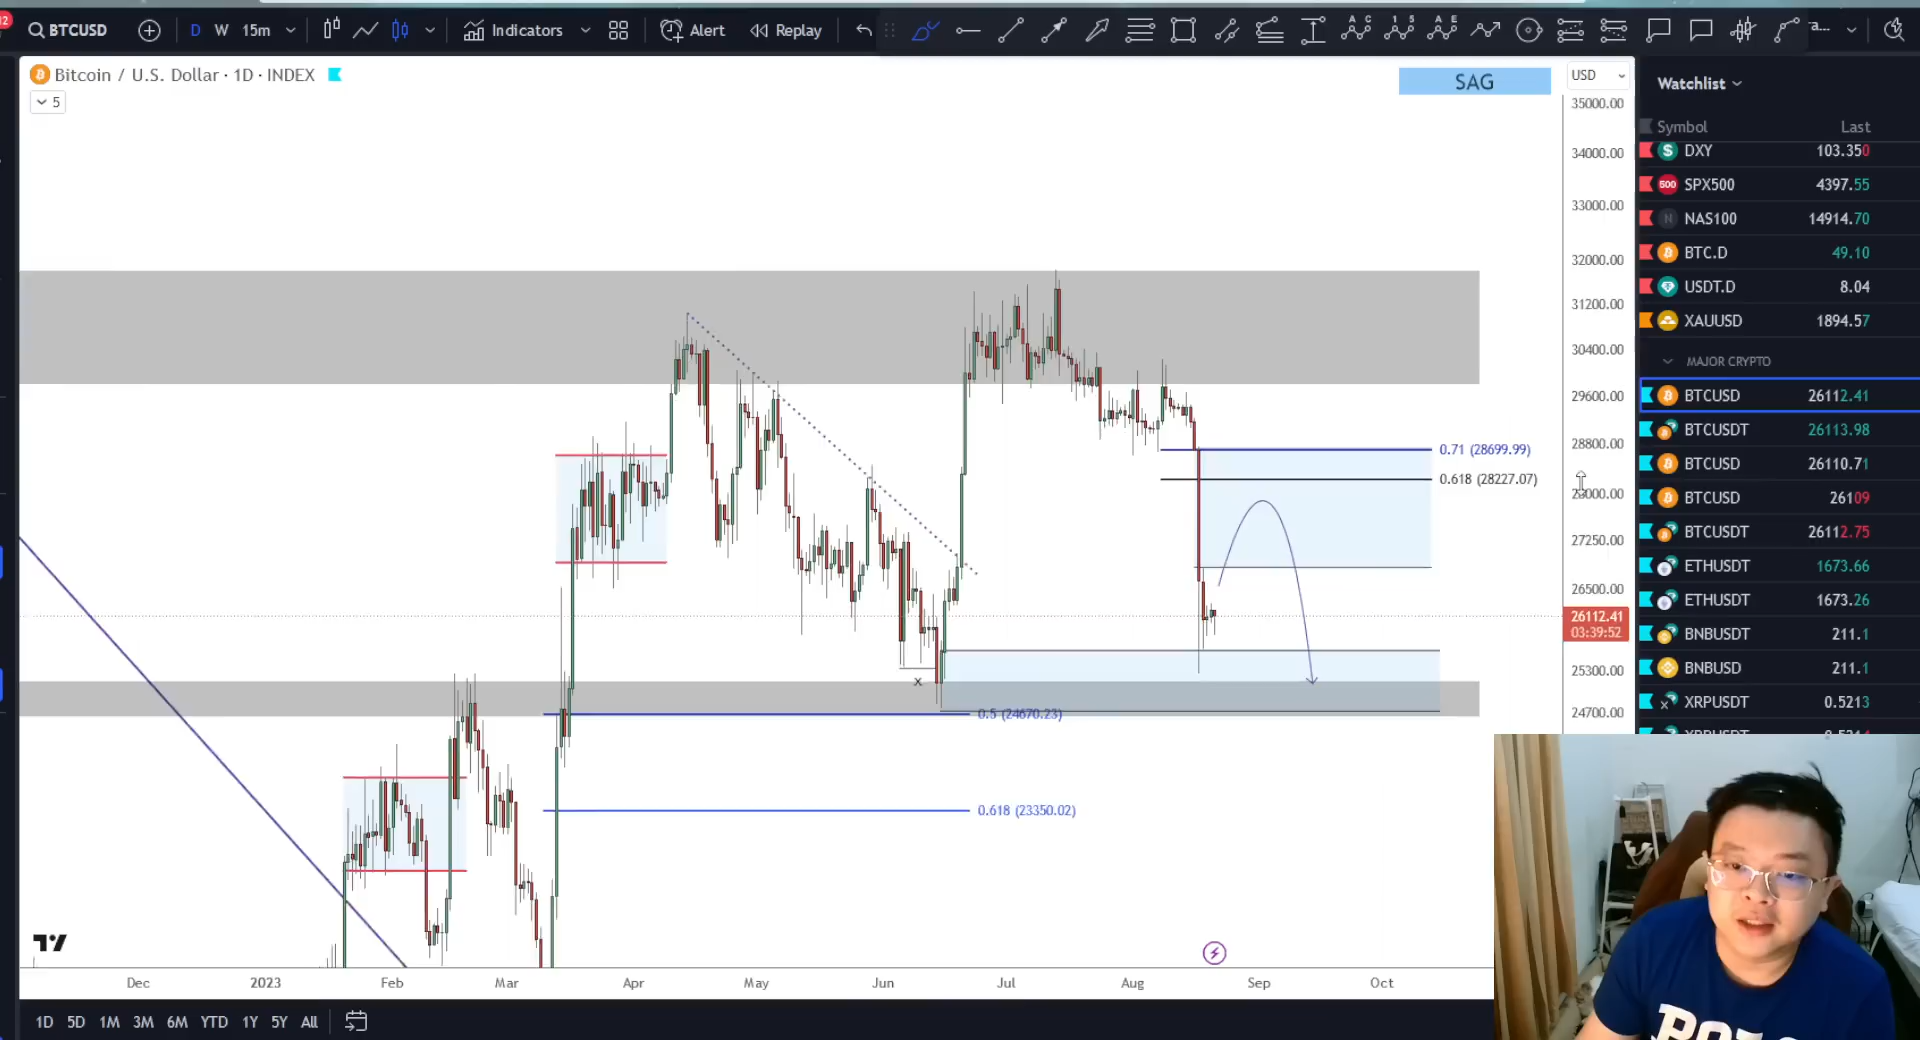 12
BTCUSD
D
W
15m
Indicators
Alert
Replay
a...
Bitcoin / U.S. Dollar · 1D · INDEX
5
SAG
USD
35000.00
34000.00
33000.00
32000.00
31200.00
30400.00
29600.00
28800.00
28000.00
27250.00
26500.00
26112.41
03:39:52
25300.00
24700.00
0.71 (28699.99)
0.618 (28227.07)
x
0.5 (24670.23)
0.618 (23350.02)
Dec
2023
Feb
Mar
Apr
May
Jun
Jul
Aug
Sep
Oct
1D
5D
1M
3M
6M
YTD
1Y
5Y
All
Watchlist
Symbol Last
DXY 103.350
SPX500 4397.55
NAS100 14914.70
BTC.D 49.10
USDT.D 8.04
XAUUSD 1894.57
MAJOR CRYPTO
BTCUSD 26112.41
BTCUSDT 26113.98
BTCUSD 26110.71
BTCUSD 26109
BTCUSDT 26112.75
ETHUSDT 1673.66
ETHUSDT 1673.26
BNBUSDT 211.1
BNBUSD 211.1
XRPUSDT 0.5213